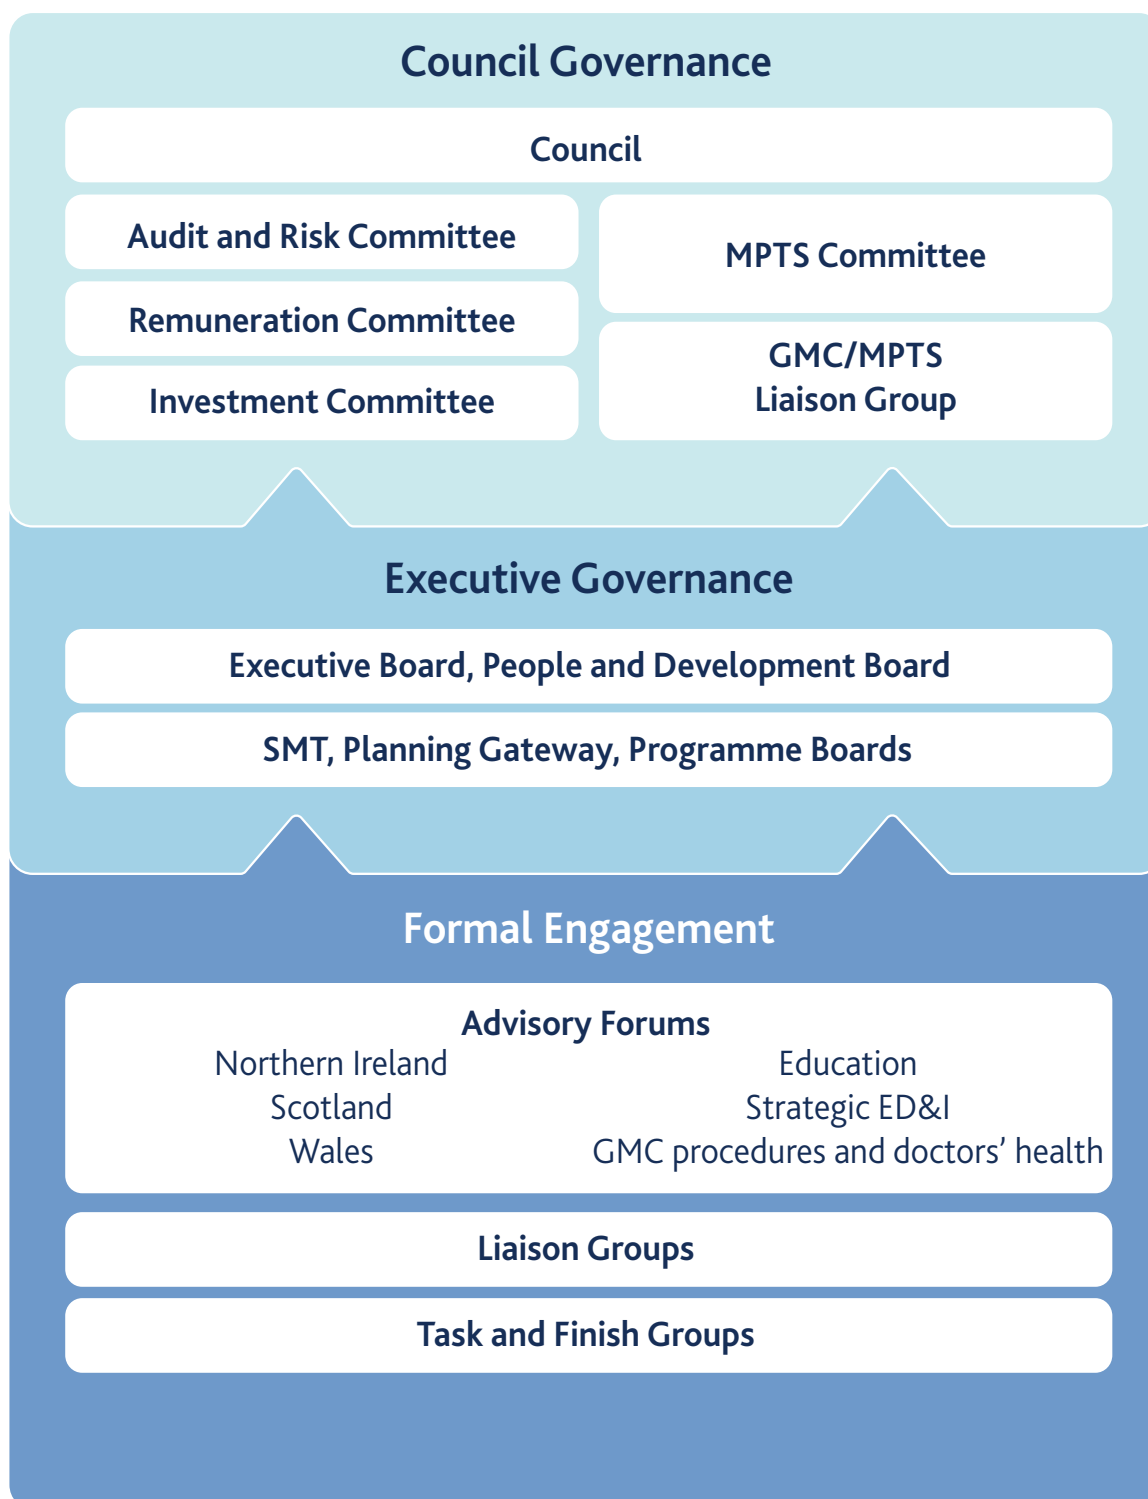 Council Governance
Council
Audit and Risk Committee
Remuneration Committee
Investment Committee
MPTS Committee
GMC/MPTS
Liaison Group
Executive Governance
Executive Board, People and Development Board
SMT, Planning Gateway, Programme Boards
Formal Engagement
Advisory Forums
Northern Ireland
Scotland
Wales
Education
Strategic ED&I
GMC procedures and doctors’ health
Liaison Groups
Task and Finish Groups